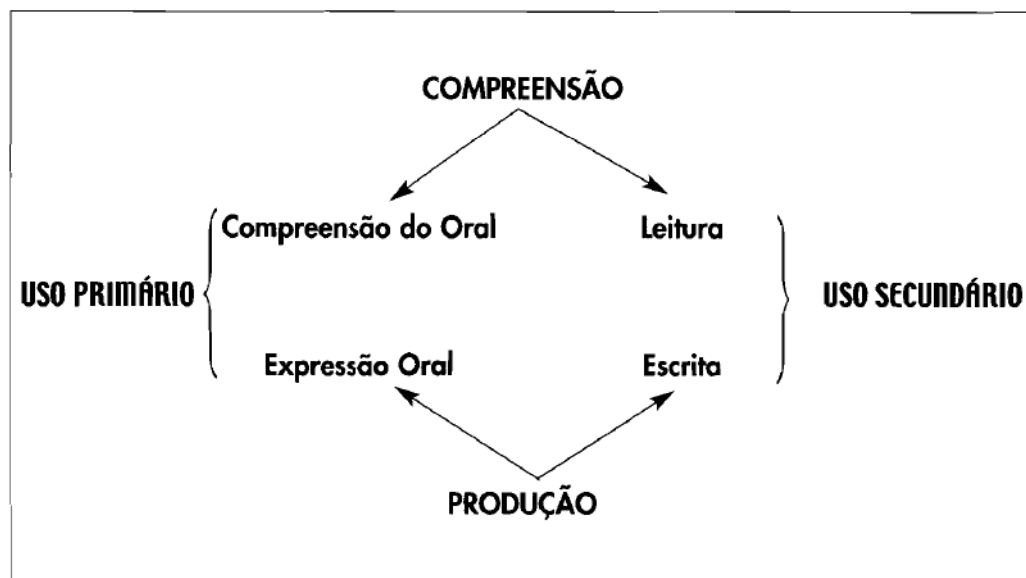 COMPREENSÃO
Compreensão do Oral
Leitura
USO PRIMÁRIO
USO SECUNDÁRIO
Expressão Oral
Escrita
PRODUÇÃO